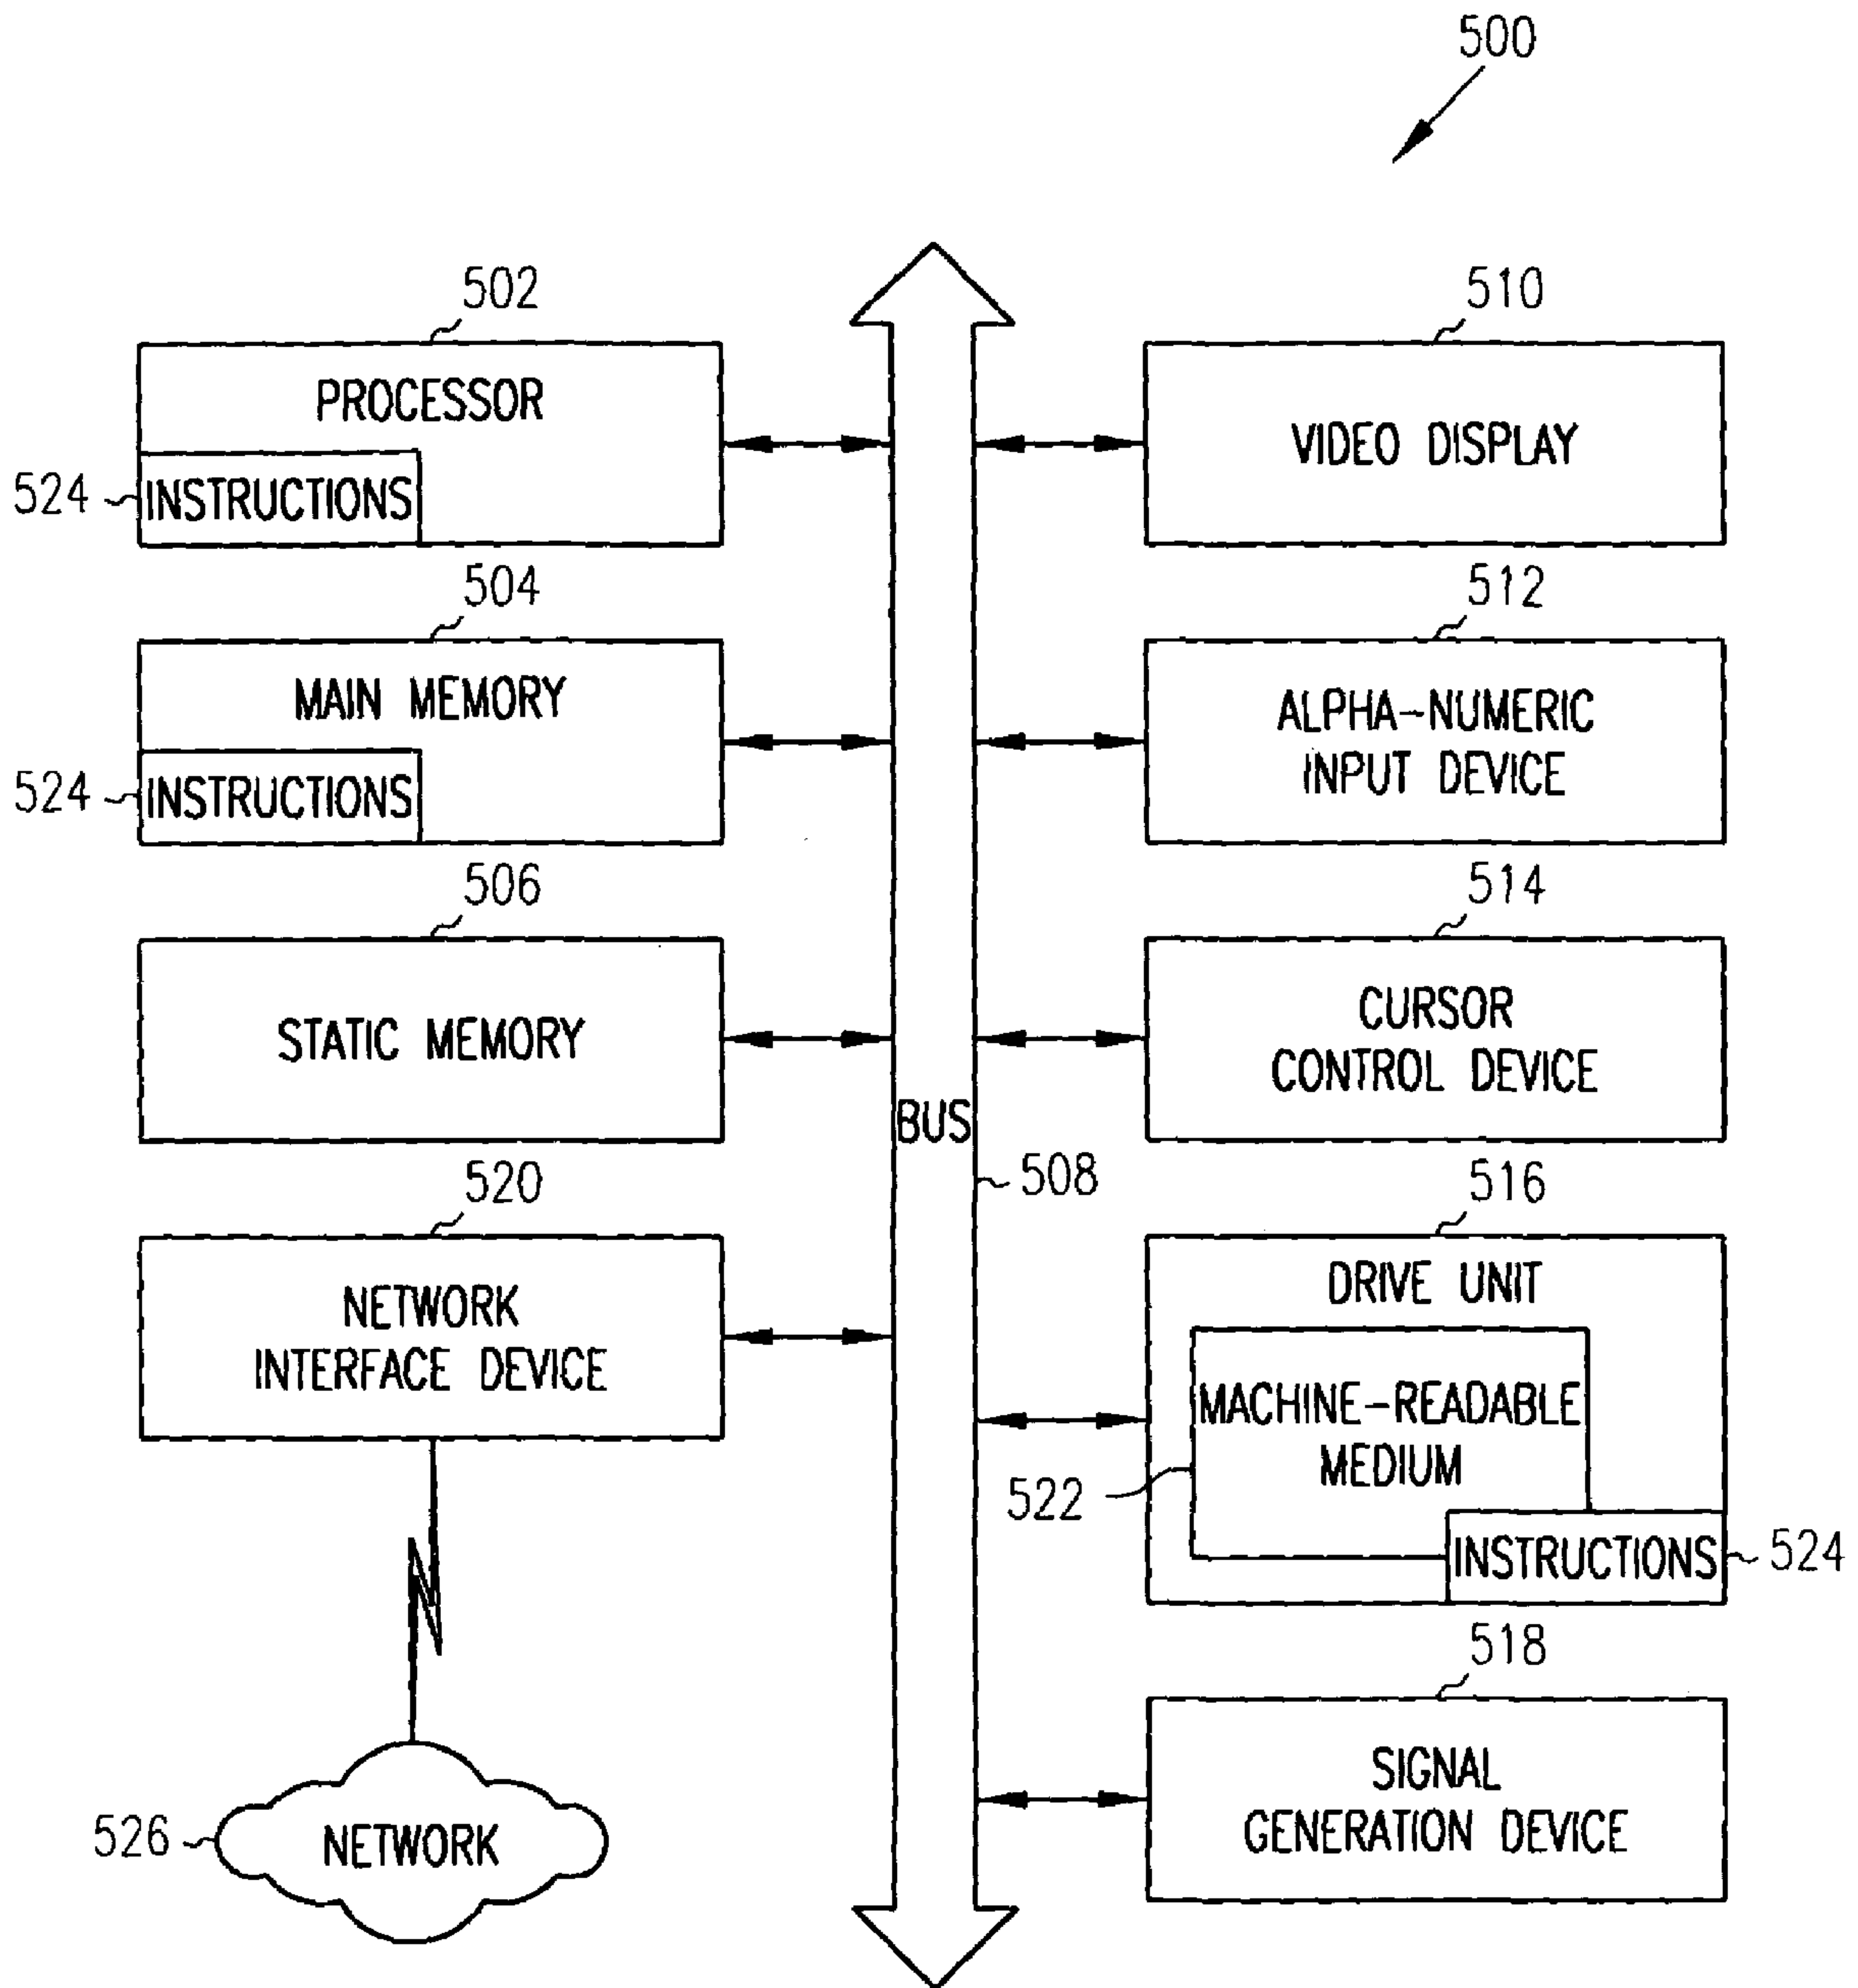 500
502
PROCESSOR
524
INSTRUCTIONS
504
MAIN MEMORY
524
INSTRUCTIONS
506
STATIC MEMORY
520
NETWORK
INTERFACE DEVICE
526
NETWORK
BUS
508
510
VIDEO DISPLAY
512
ALPHA-NUMERIC
INPUT DEVICE
514
CURSOR
CONTROL DEVICE
516
DRIVE UNIT
MACHINE-READABLE
MEDIUM
522
INSTRUCTIONS
524
518
SIGNAL
GENERATION DEVICE